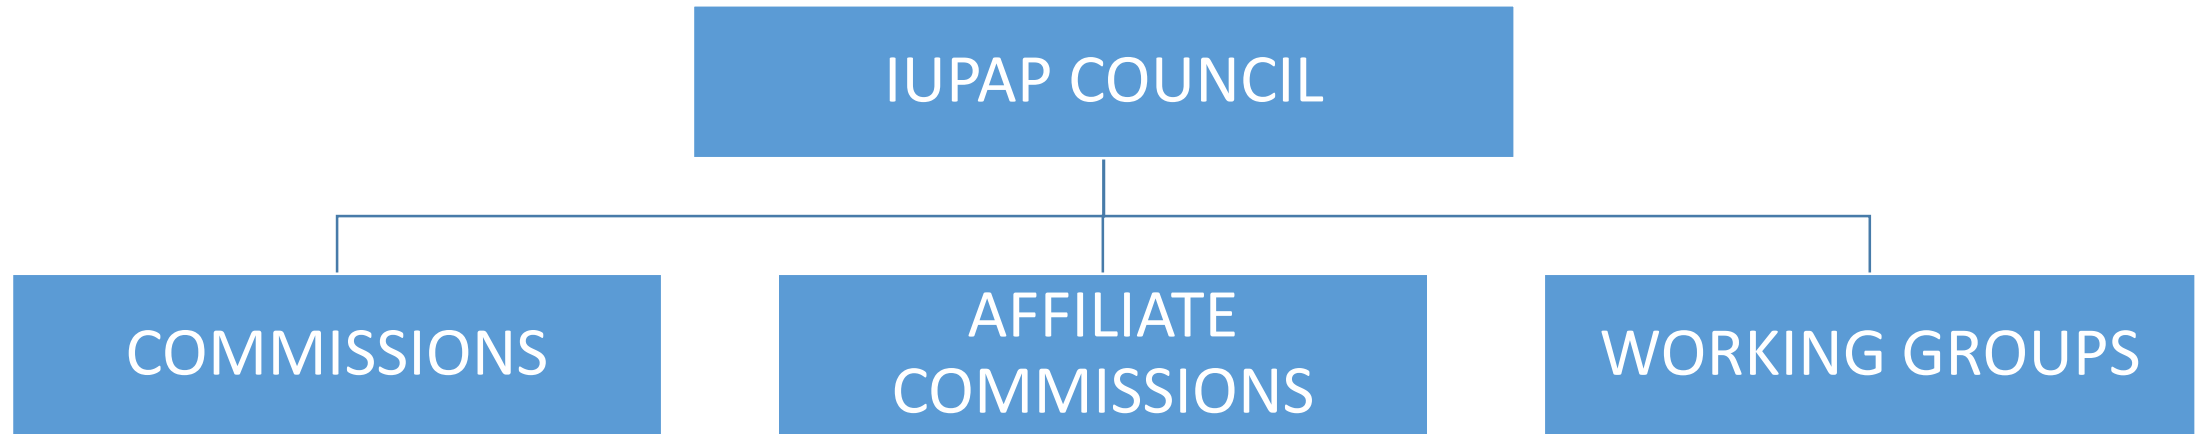 IUPAP COUNCIL
COMMISSIONS
AFFILIATE
COMMISSIONS
WORKING GROUPS